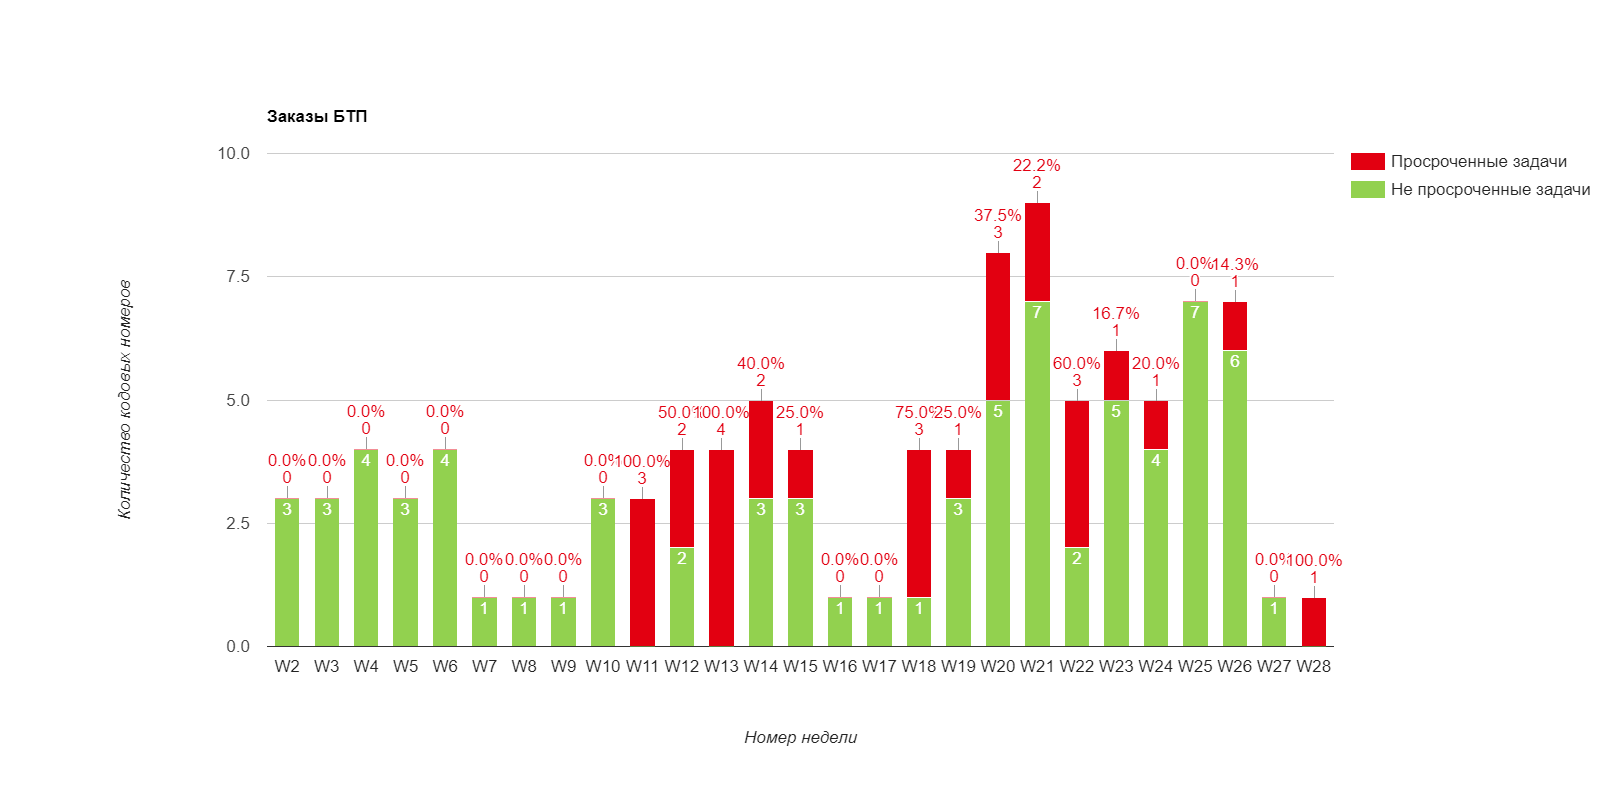 Заказы БТП
10.0
7.5
5.0
2.5
0.0
Количество кодовых номеров
Просроченные задачи
Не просроченные задачи
0.0% 0.0% 0.0% 0.0% 0.0% 0.0% 0.0% 0.0% 0.0% 100.0% 50.0% 100.0% 40.0% 25.0% 0.0% 0.0% 75.0% 25.0% 37.5% 22.2% 60.0% 16.7% 20.0% 0.0% 14.3% 0.0% 100.0%
0 0 0 0 0 0 0 0 0 3 2 4 2 1 0 0 3 1 3 2 3 1 1 0 1 0 1
3 3 4 3 4 1 1 1 3 2 3 3 1 1 1 3 5 7 2 5 4 7 6 1
W2 W3 W4 W5 W6 W7 W8 W9 W10 W11 W12 W13 W14 W15 W16 W17 W18 W19 W20 W21 W22 W23 W24 W25 W26 W27 W28
Номер недели